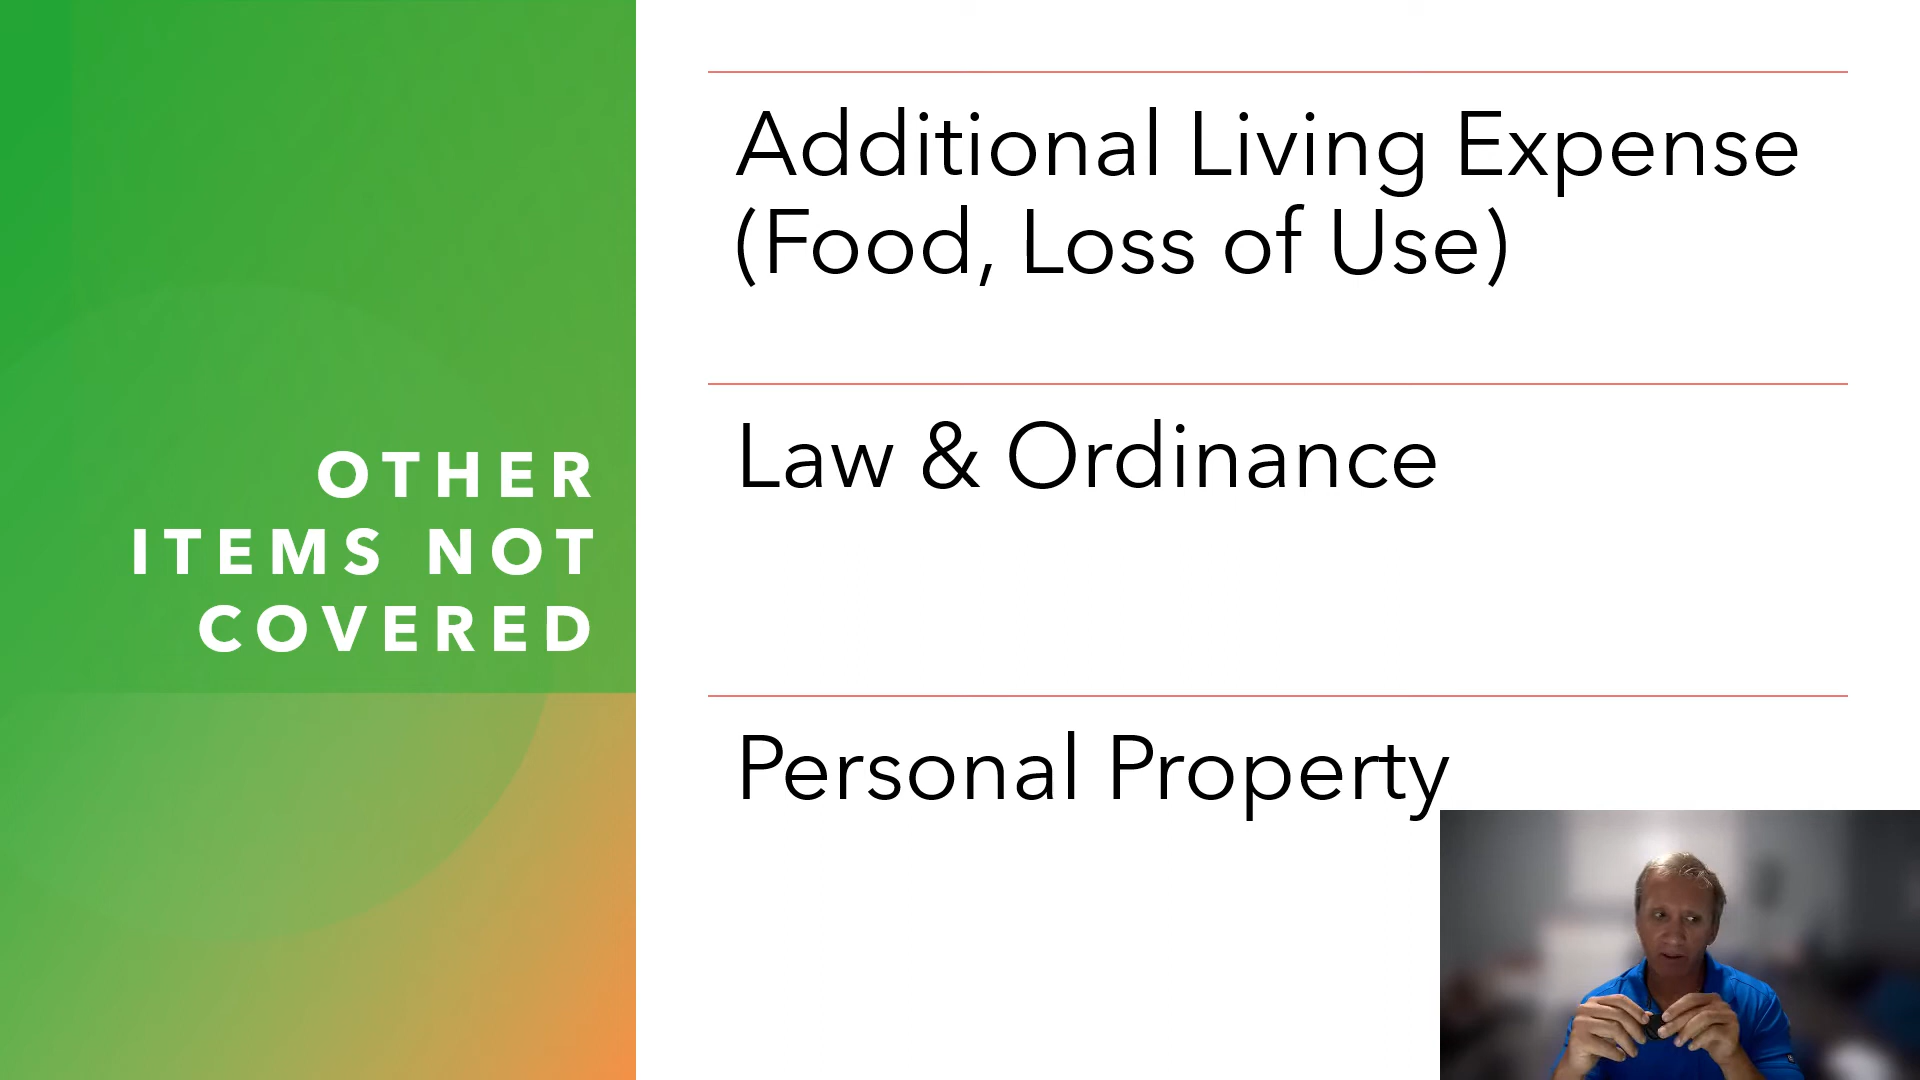 OTHER
ITEMS NOT
COVERED
Additional Living Expense
(Food, Loss of Use)
Law & Ordinance
Personal Property